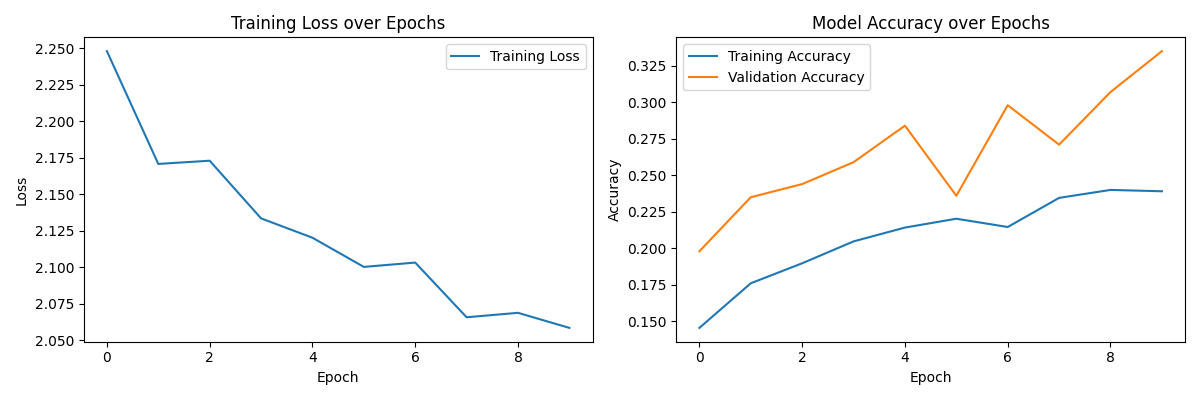 Training Loss over Epochs
Training Loss
2.250
2.225
2.200
2.175
2.150
2.125
2.100
2.075
2.050
Loss
0 2 4 6 8
Epoch
Model Accuracy over Epochs
Training Accuracy
Validation Accuracy
0.325
0.300
0.275
0.250
0.225
0.200
0.175
0.150
Accuracy
0 2 4 6 8
Epoch